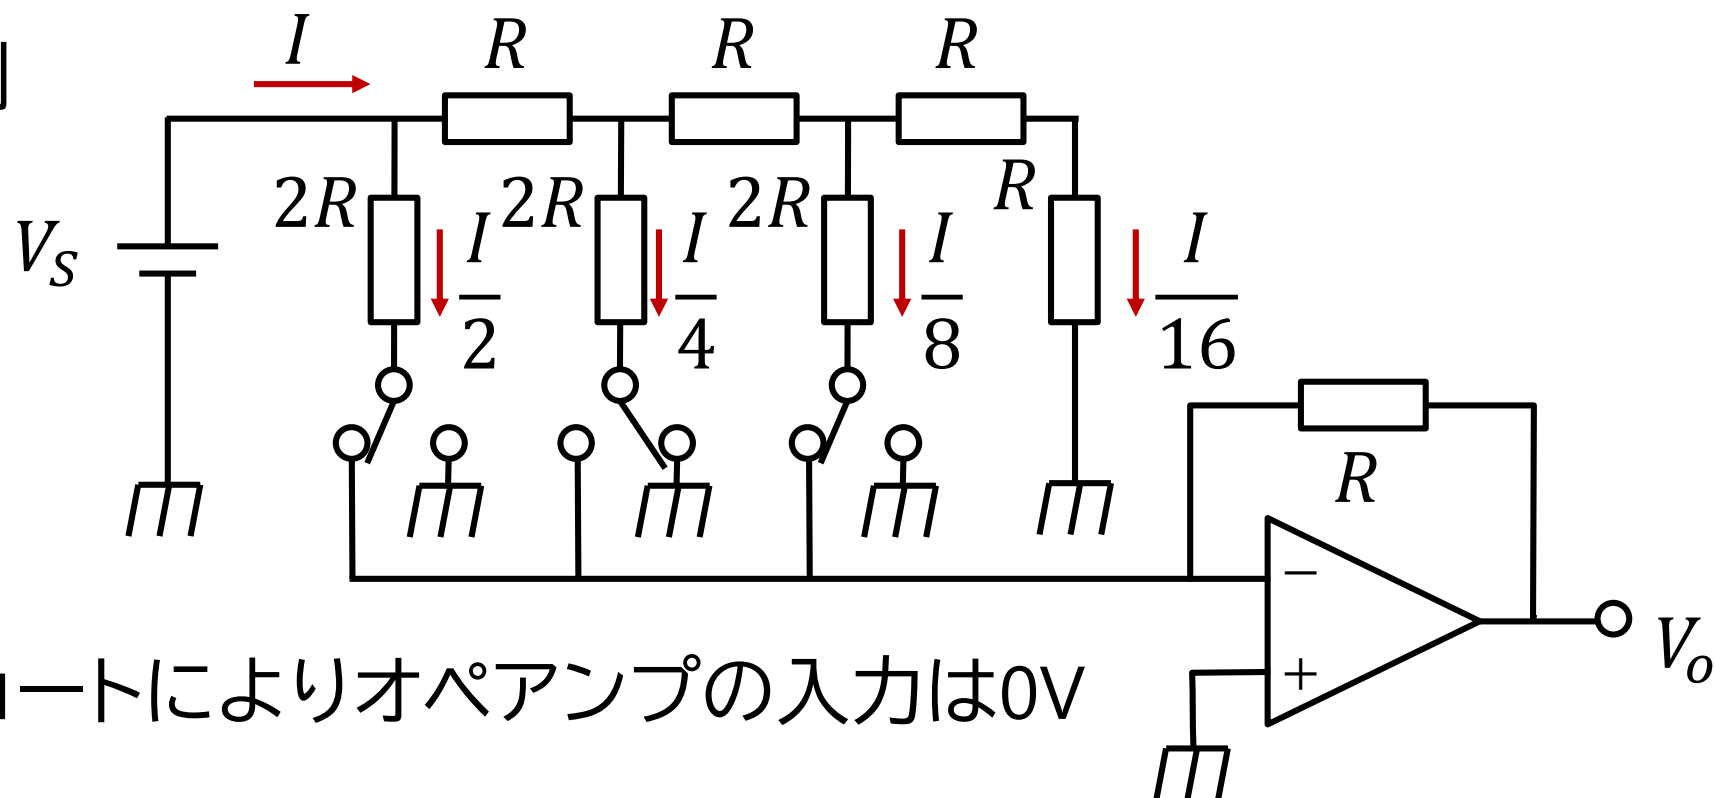 I R R R
2R 2R 2R R
V_S
I/2 I/4 I/8 I/16
R
−
+
V_o
ートによりオペアンプの入力は0V